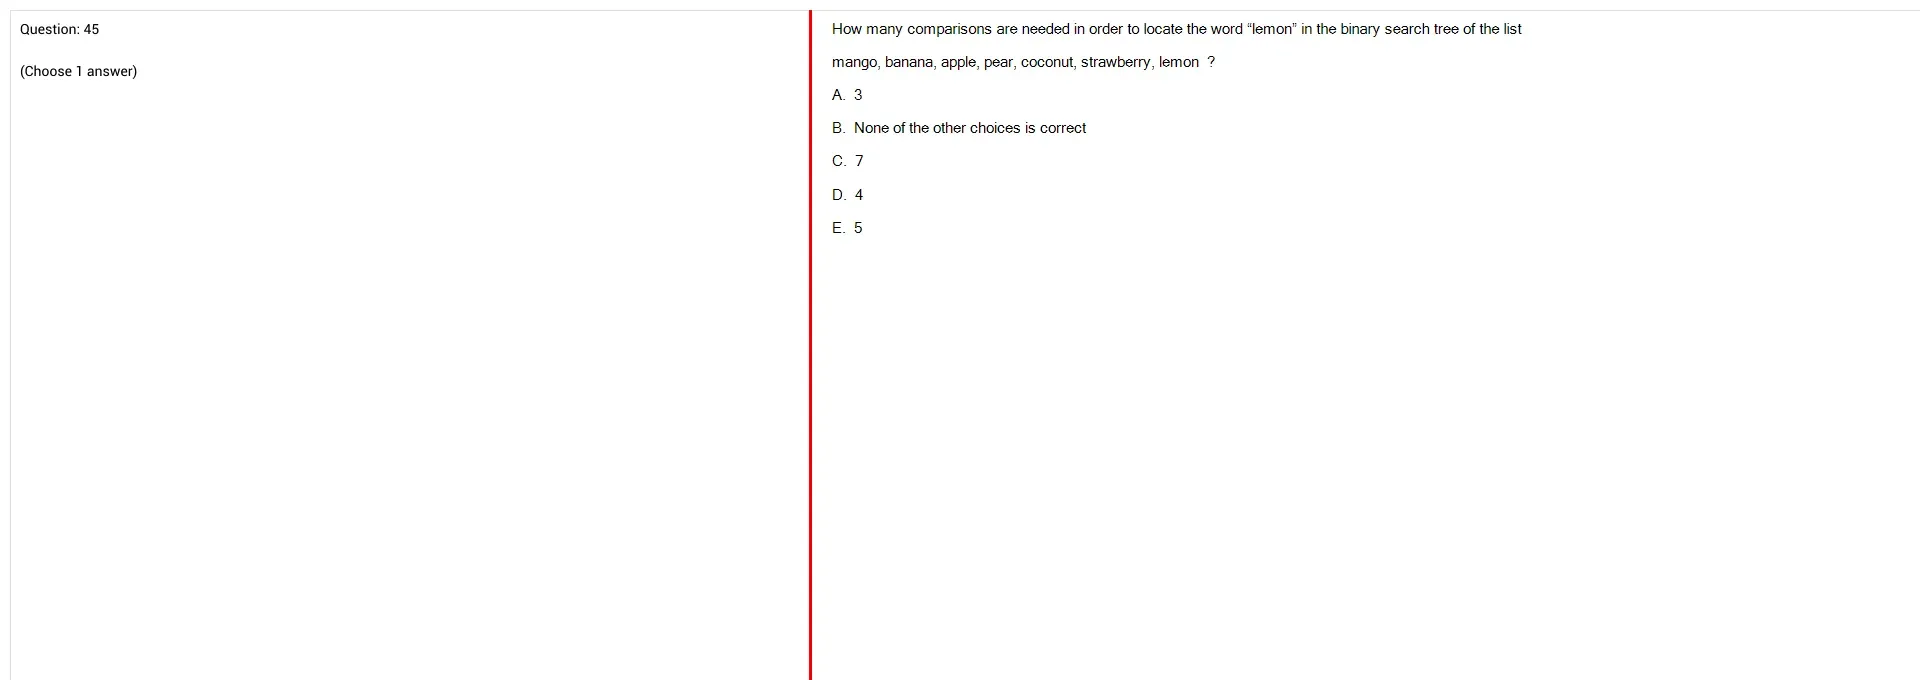 Question: 45
(Choose 1 answer)
How many comparisons are needed in order to locate the word “lemon” in the binary search tree of the list
mango, banana, apple, pear, coconut, strawberry, lemon ?
A. 3
B. None of the other choices is correct
C. 7
D. 4
E. 5